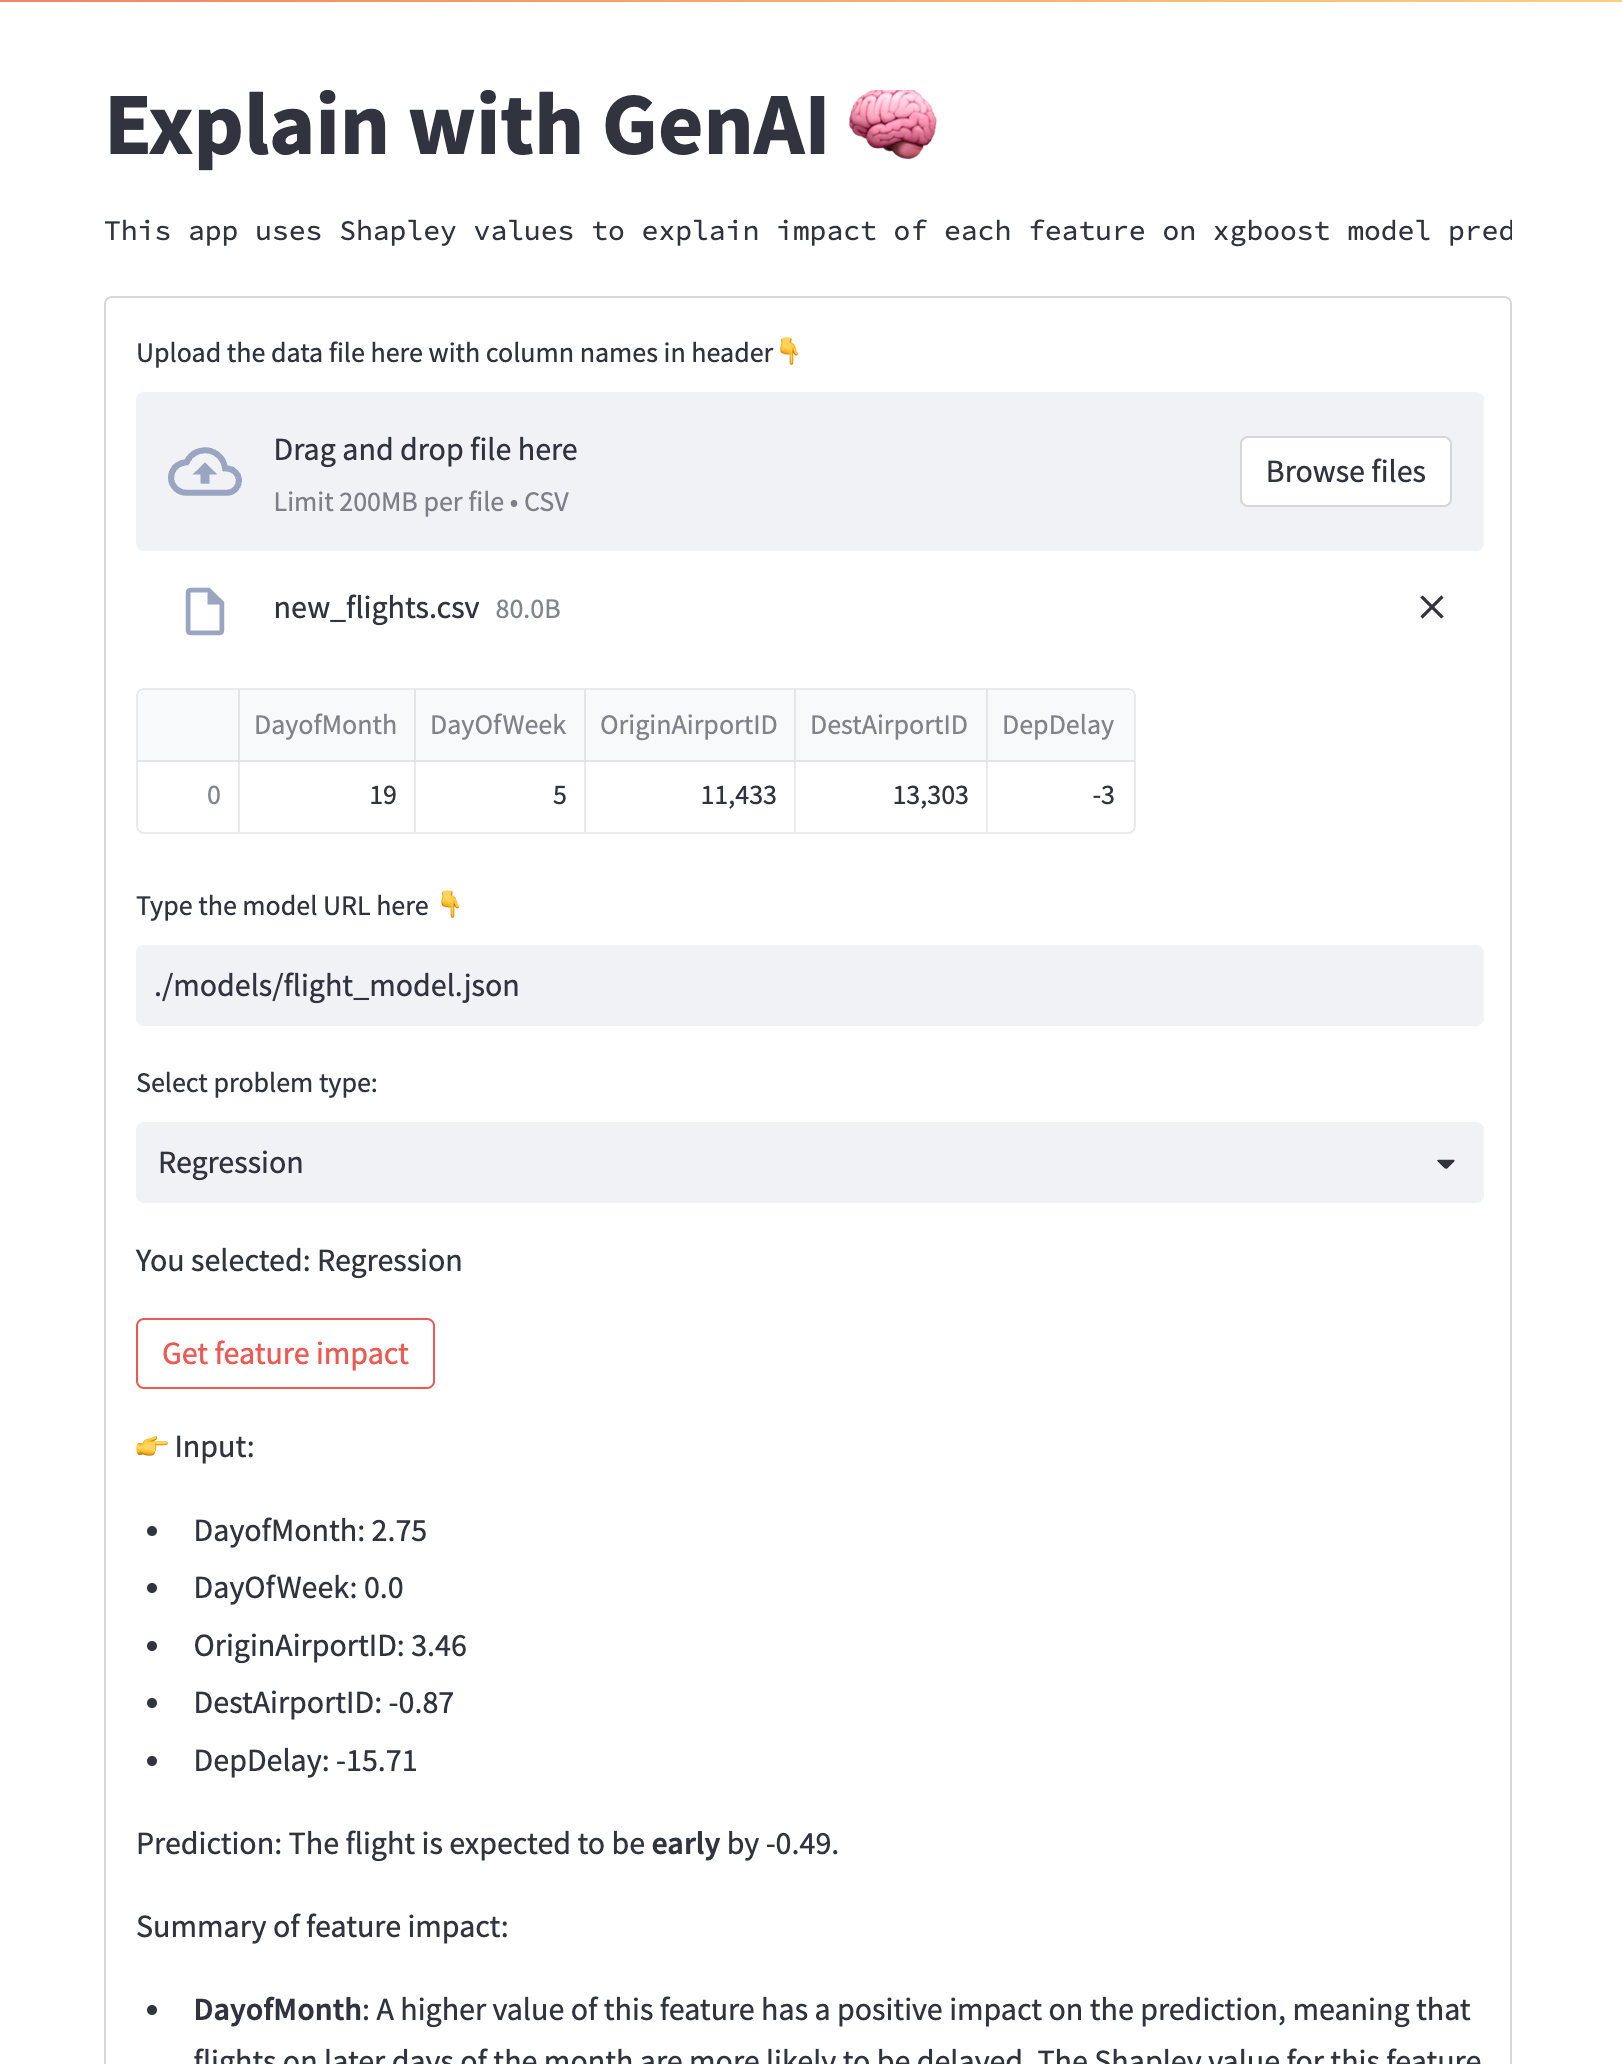 Explain with GenAI 🧠
This app uses Shapley values to explain impact of each feature on xgboost model pred
Upload the data file here with column names in header👇
Drag and drop file here
Limit 200MB per file • CSV
Browse files
new_flights.csv 80.0B
DayofMonth DayOfWeek OriginAirportID DestAirportID DepDelay
0 19 5 11,433 13,303 -3
Type the model URL here 👇
./models/flight_model.json
Select problem type:
Regression
You selected: Regression
Get feature impact
👉 Input:
• DayofMonth: 2.75
• DayOfWeek: 0.0
• OriginAirportID: 3.46
• DestAirportID: -0.87
• DepDelay: -15.71
Prediction: The flight is expected to be early by -0.49.
Summary of feature impact:
• DayofMonth: A higher value of this feature has a positive impact on the prediction, meaning that
flights on later days of the month are more likely to be delayed. The Shapley value for this feature